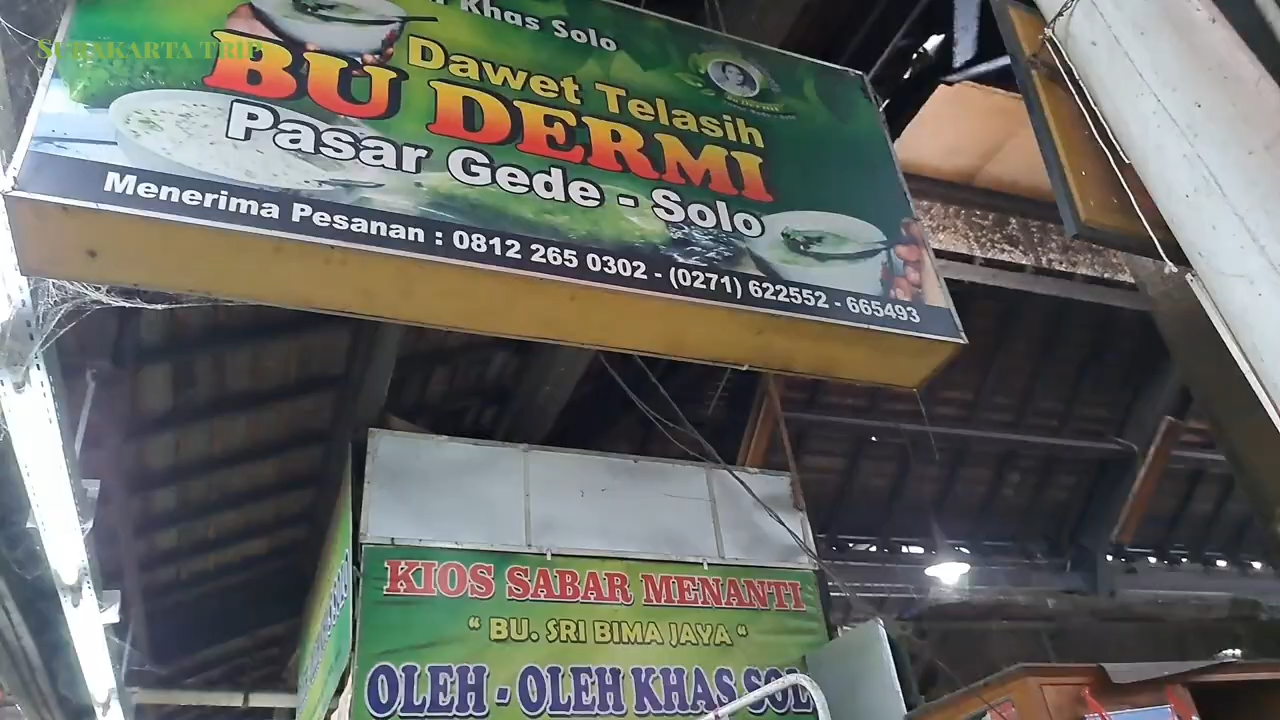 SURAKARTA TRIP
Khas Solo
Dawet Telasih
BU DERMI
Pasar Gede - Solo
Menerima Pesanan : 0812 265 0302 - (0271) 622552 - 665493
KIOS SABAR MENANTI
“ BU. SRI BIMA JAYA “
OLEH - OLEH KHAS SOL